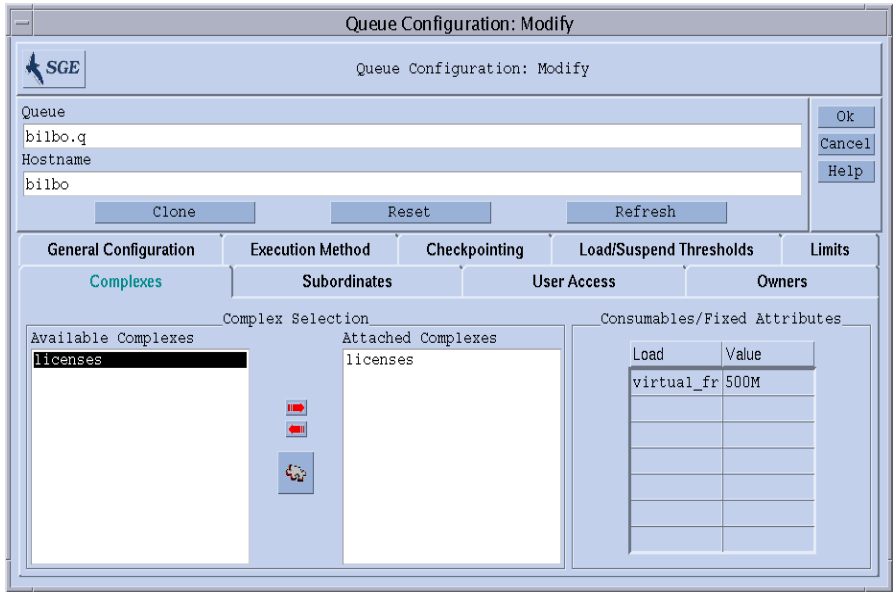 Queue Configuration: Modify
SGE
Queue Configuration: Modify
Queue
bilbo.q
Hostname
bilbo
Ok
Cancel
Help
Clone Reset Refresh
General Configuration Execution Method Checkpointing Load/Suspend Thresholds Limits
Complexes Subordinates User Access Owners
Complex Selection
Available Complexes Attached Complexes
licenses licenses
Consumables/Fixed Attributes
Load Value
virtual_fr 500M